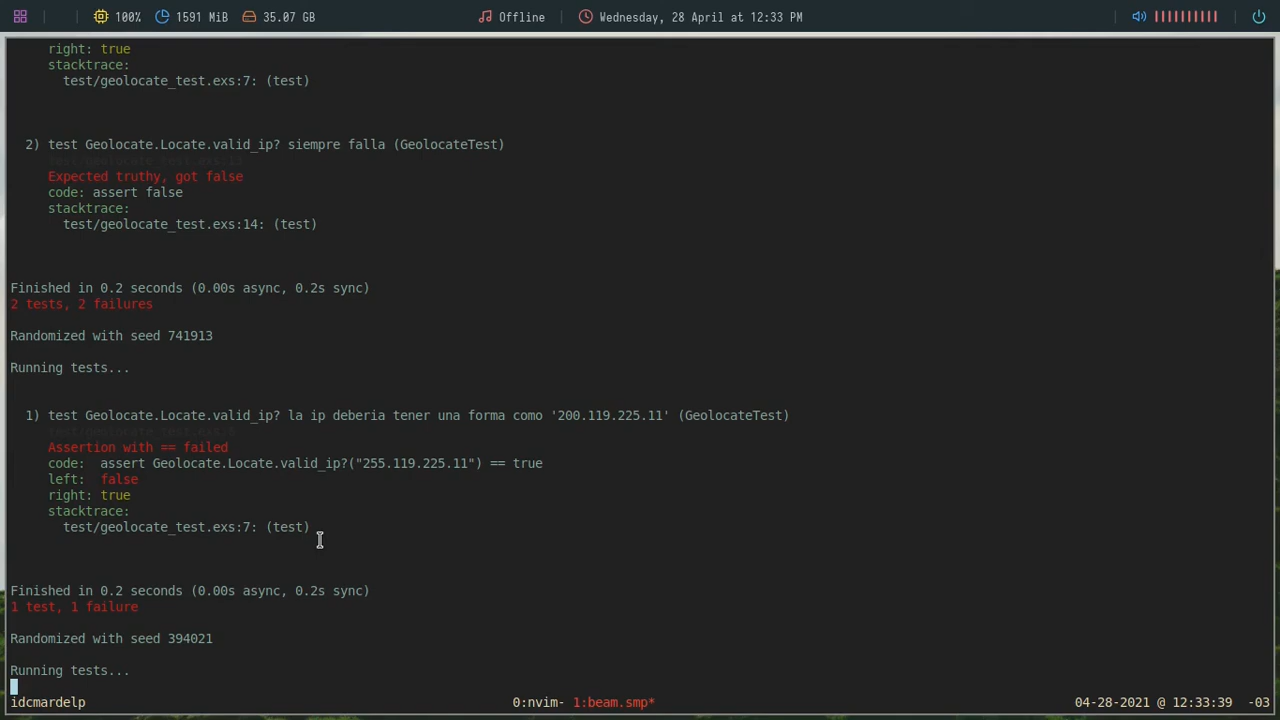 100% 1591 MiB 35.07 GB Offline Wednesday, 28 April at 12:33 PM
right: true
stacktrace:
test/geolocate_test.exs:7: (test)
2) test Geolocate.Locate.valid_ip? siempre falla (GeolocateTest)
test/geolocate_test.exs:13
Expected truthy, got false
code: assert false
stacktrace:
test/geolocate_test.exs:14: (test)
Finished in 0.2 seconds (0.00s async, 0.2s sync)
2 tests, 2 failures
Randomized with seed 741913
Running tests...
1) test Geolocate.Locate.valid_ip? la ip deberia tener una forma como '200.119.225.11' (GeolocateTest)
Assertion with == failed
code: assert Geolocate.Locate.valid_ip?("255.119.225.11") == true
left: false
right: true
stacktrace:
test/geolocate_test.exs:7: (test)
Finished in 0.2 seconds (0.00s async, 0.2s sync)
1 test, 1 failure
Randomized with seed 394021
Running tests...
idcmardelp 0:nvim- 1:beam.smp* 04-28-2021 @ 12:33:39 -03